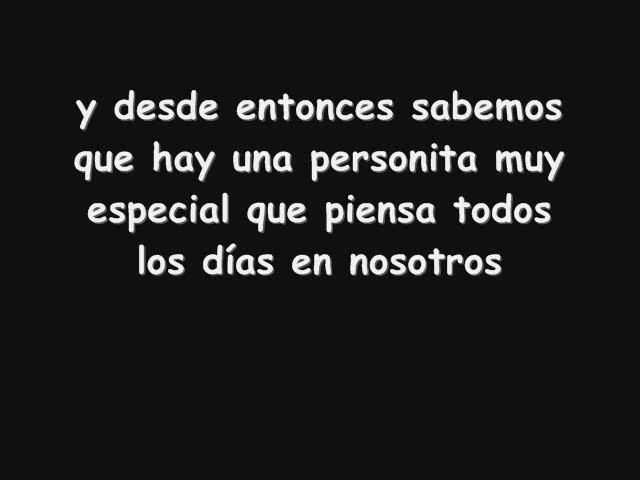 y desde entonces sabemos
que hay una personita muy
especial que piensa todos
los días en nosotros